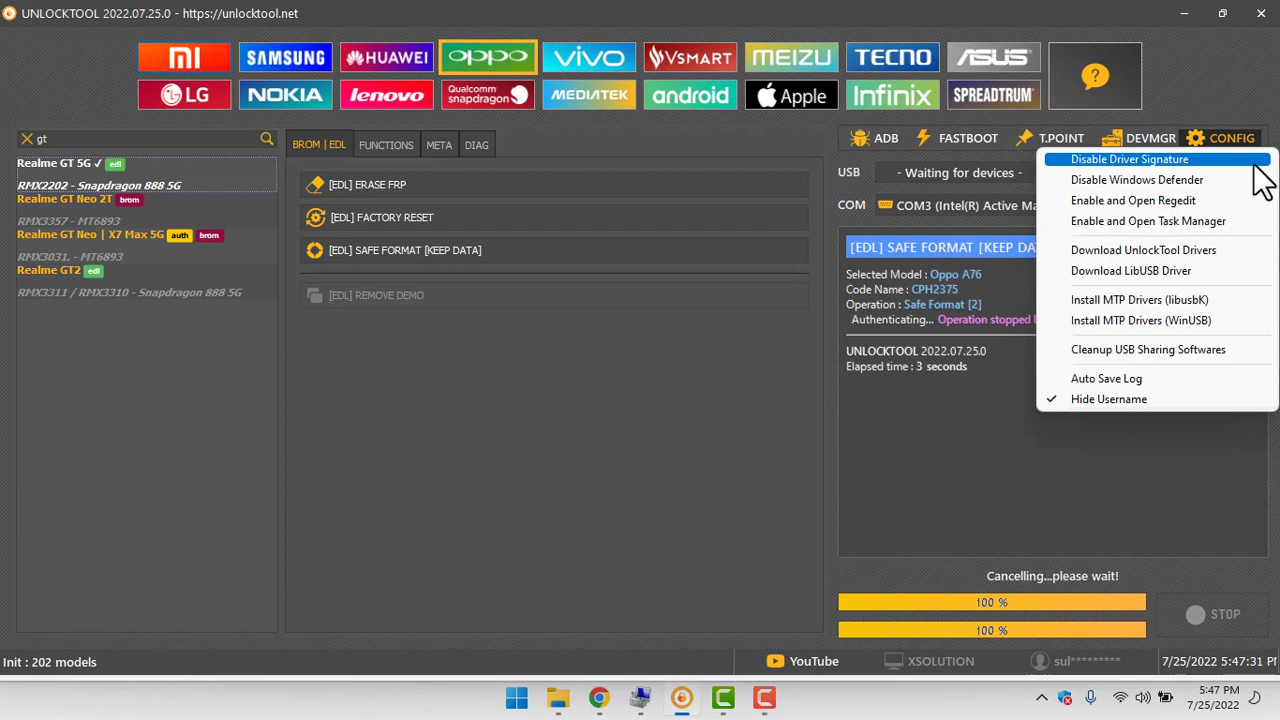 UNLOCKTOOL 2022.07.25.0 - https://unlocktool.net
mi SAMSUNG HUAWEI oppo vivo VSMART MEIZU TECNO ASUS ?
LG NOKIA lenovo Qualcomm snapdragon MEDIATEK android Apple Infinix SPREADTRUM
gt
Realme GT 5G ✓ edl
RMX2202 - Snapdragon 888 5G
Realme GT Neo 2T brom
RMX3357 - MT6893
Realme GT Neo | X7 Max 5G auth brom
RMX3031. - MT6893
Realme GT2 edl
RMX3311 / RMX3310 - Snapdragon 888 5G
BROM | EDL FUNCTIONS META DIAG
[EDL] ERASE FRP
[EDL] FACTORY RESET
[EDL] SAFE FORMAT [KEEP DATA]
[EDL] REMOVE DEMO
ADB FASTBOOT T.POINT DEVMGR CONFIG
USB - Waiting for devices -
COM COM3 (Intel(R) Active Ma
[EDL] SAFE FORMAT [KEEP DA
Selected Model : Oppo A76
Code Name : CPH2375
Operation : Safe Format [2]
Authenticating... Operation stopped
UNLOCKTOOL 2022.07.25.0
Elapsed time : 3 seconds
Disable Driver Signature
Disable Windows Defender
Enable and Open Regedit
Enable and Open Task Manager
Download UnlockTool Drivers
Download LibUSB Driver
Install MTP Drivers (libusbK)
Install MTP Drivers (WinUSB)
Cleanup USB Sharing Softwares
Auto Save Log
✓ Hide Username
Cancelling...please wait!
100 %
100 %
STOP
Init : 202 models
YouTube XSOLUTION sul********* 7/25/2022 5:47:31 PM
5:47 PM
7/25/2022